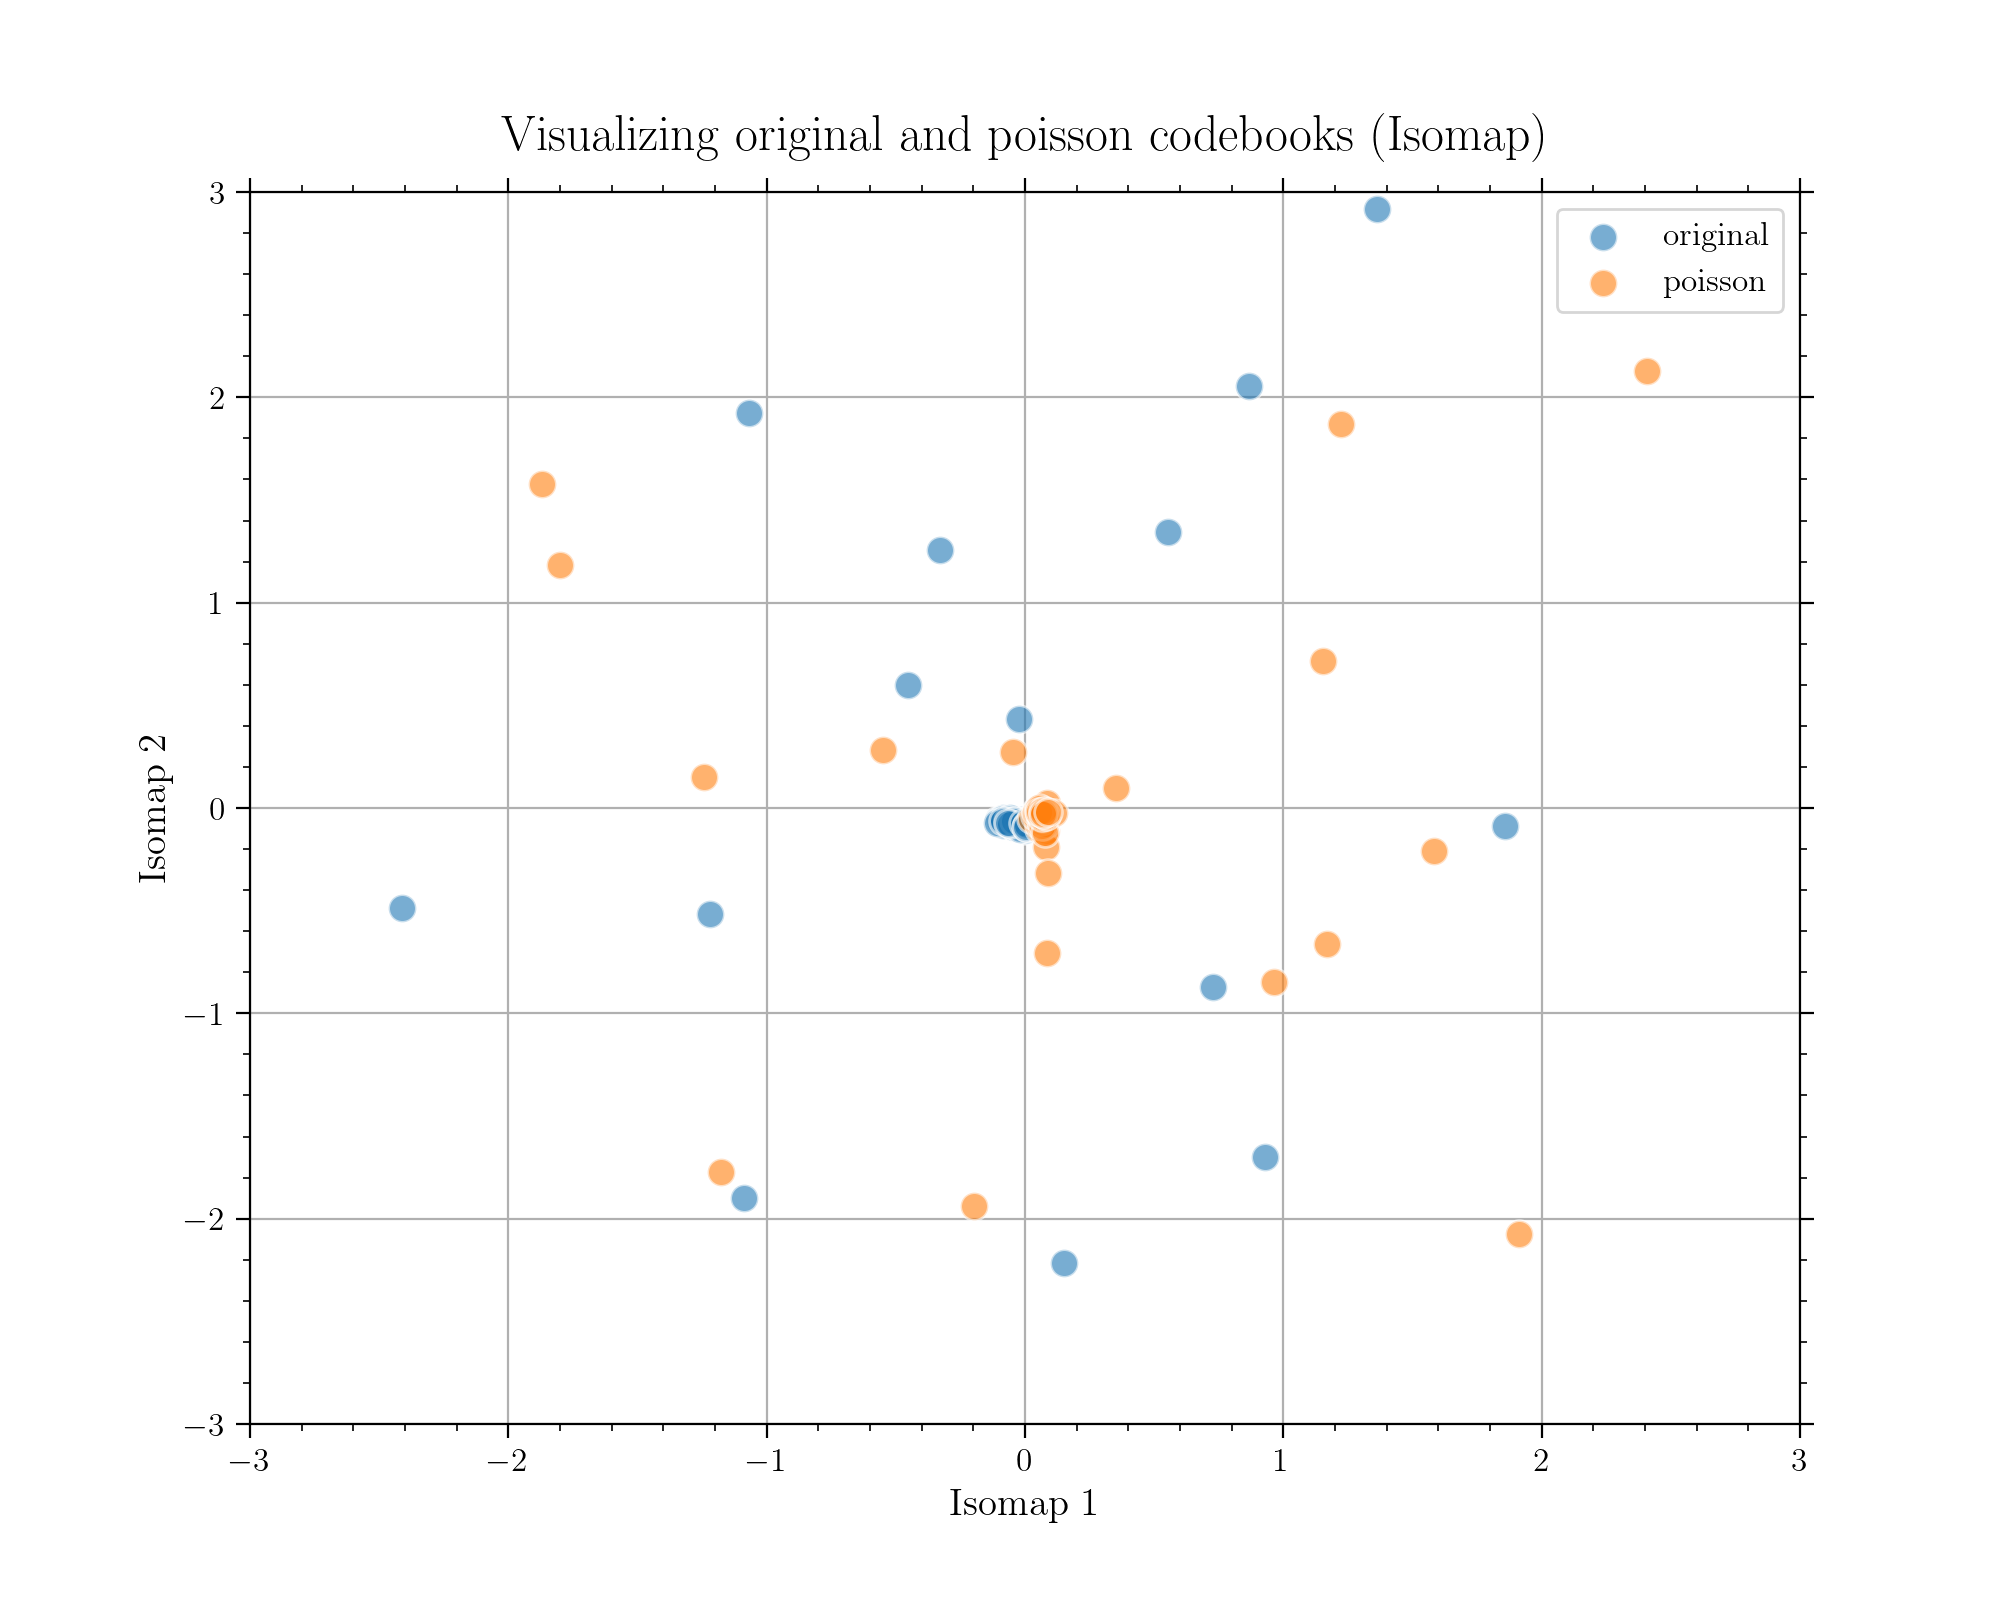 Visualizing original and poisson codebooks (Isomap)
original
poisson
3
2
1
0
−1
−2
−3
Isomap 2
−3
−2
−1
0
1
2
3
Isomap 1